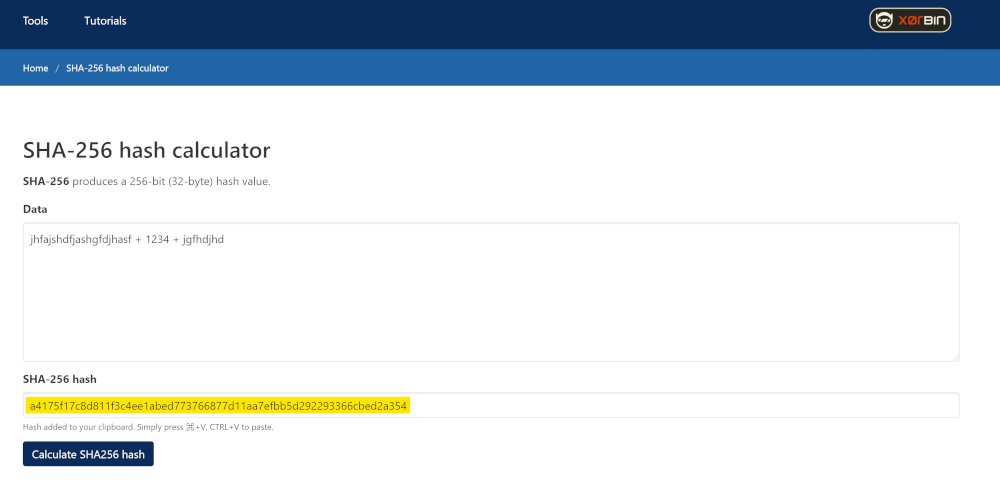 Tools Tutorials XØrBIN
Home / SHA-256 hash calculator
SHA-256 hash calculator
SHA-256 produces a 256-bit (32-byte) hash value.
Data
jhfajshdfjashgfdjhasf + 1234 + jgfhdjhd
SHA-256 hash
a4175f17c8d811f3c4ee1abed773766877d11aa7efbb5d292293366cbed2a354
Hash added to your clipboard. Simply press ⌘+V, CTRL+V to paste.
Calculate SHA256 hash